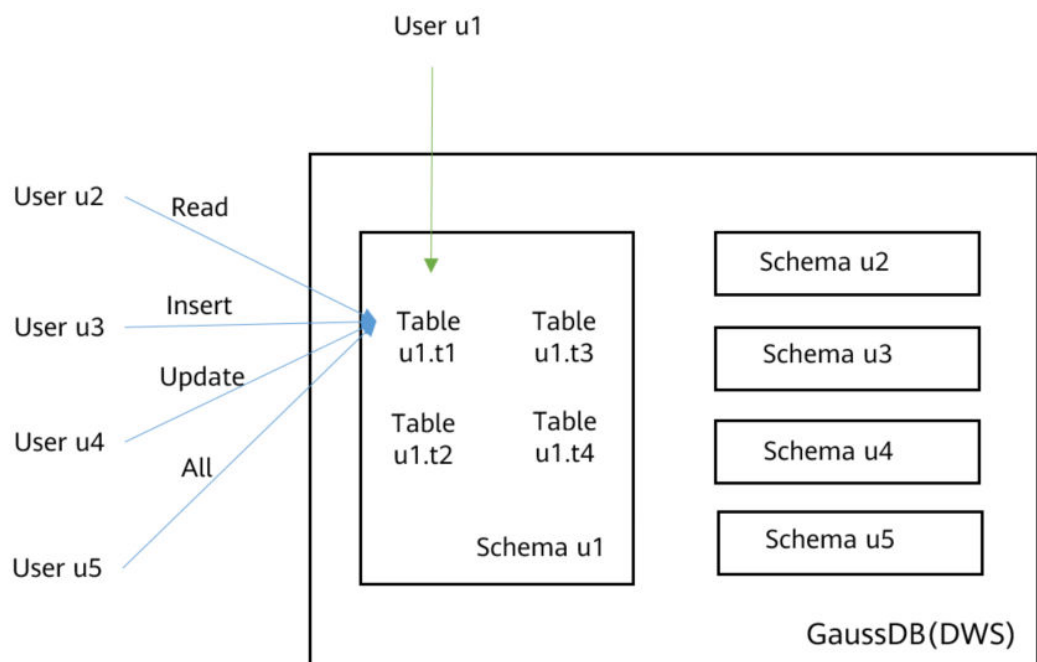 User u1
User u2
Read
User u3
Insert
User u4
Update
User u5
All
Table
u1.t1
Table
u1.t3
Table
u1.t2
Table
u1.t4
Schema u1
Schema u2
Schema u3
Schema u4
Schema u5
GaussDB(DWS)